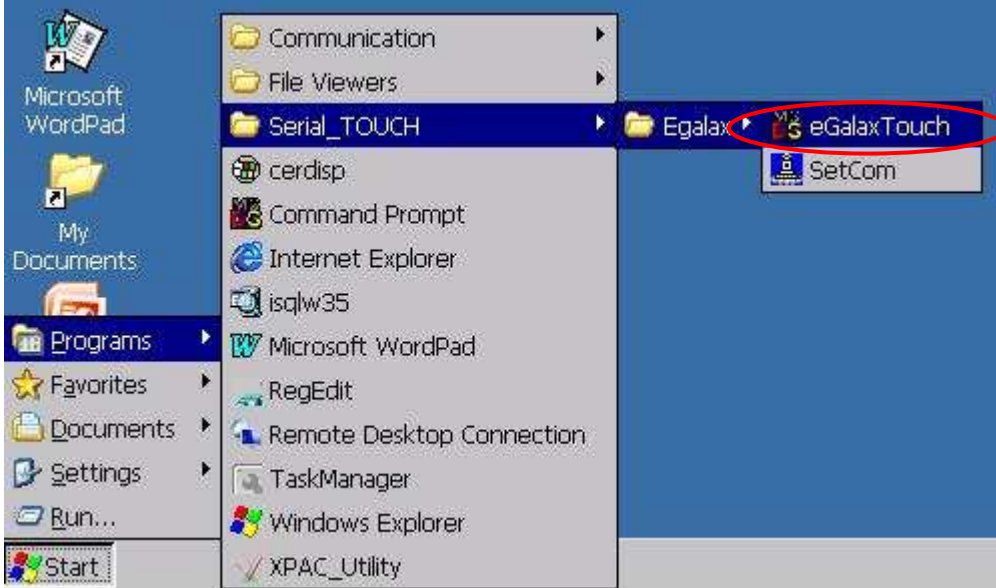 Microsoft
WordPad
My
Documents
Programs
Favorites
Documents
Settings
Run...
Start
Communication
File Viewers
Serial_TOUCH
cerdisp
Command Prompt
Internet Explorer
isqlw35
Microsoft WordPad
RegEdit
Remote Desktop Connection
TaskManager
Windows Explorer
XPAC_Utility
Egalax
eGalaxTouch
SetCom